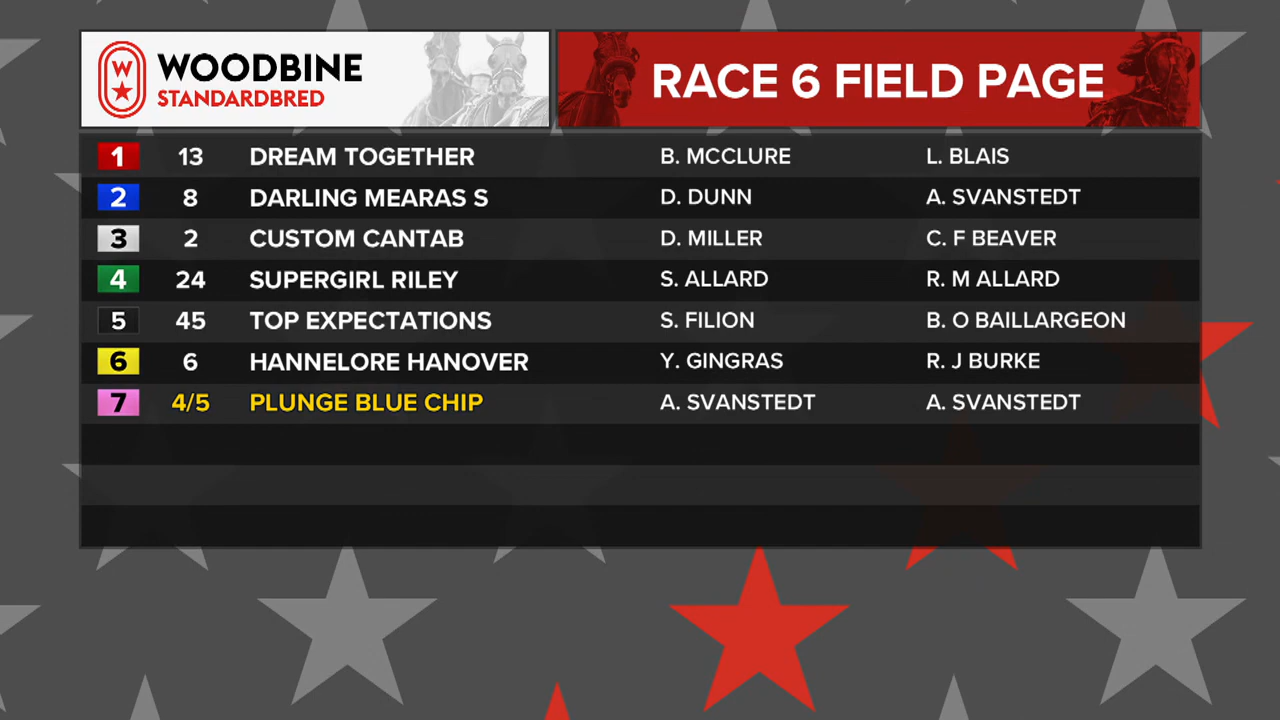 W WOODBINE
STANDARDBRED
RACE 6 FIELD PAGE
1 13 DREAM TOGETHER B. MCCLURE L. BLAIS
2 8 DARLING MEARAS S D. DUNN A. SVANSTEDT
3 2 CUSTOM CANTAB D. MILLER C. F BEAVER
4 24 SUPERGIRL RILEY S. ALLARD R. M ALLARD
5 45 TOP EXPECTATIONS S. FILION B. O BAILLARGEON
6 6 HANNELORE HANOVER Y. GINGRAS R. J BURKE
7 4/5 PLUNGE BLUE CHIP A. SVANSTEDT A. SVANSTEDT